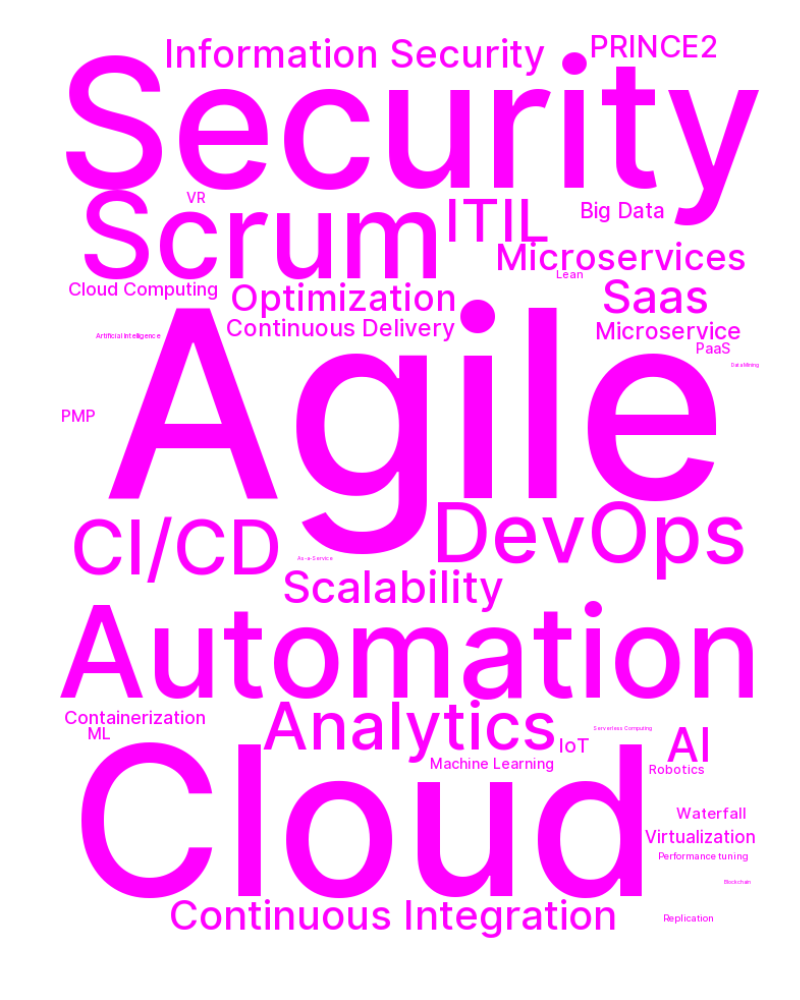 Information Security
PRINCE2
Security
VR
Scrum
ITIL
Big Data
Microservices
Lean
Cloud Computing
Optimization
Saas
Continuous Delivery
Microservice
Artificial Intelligence
PaaS
Data Mining
Agile
PMP
CI/CD
DevOps
As-a-Service
Scalability
Automation
Containerization
Analytics
Serverless Computing
ML
IoT
AI
Machine Learning
Robotics
Cloud
Waterfall
Virtualization
Performance tuning
Blockchain
Continuous Integration
Replication